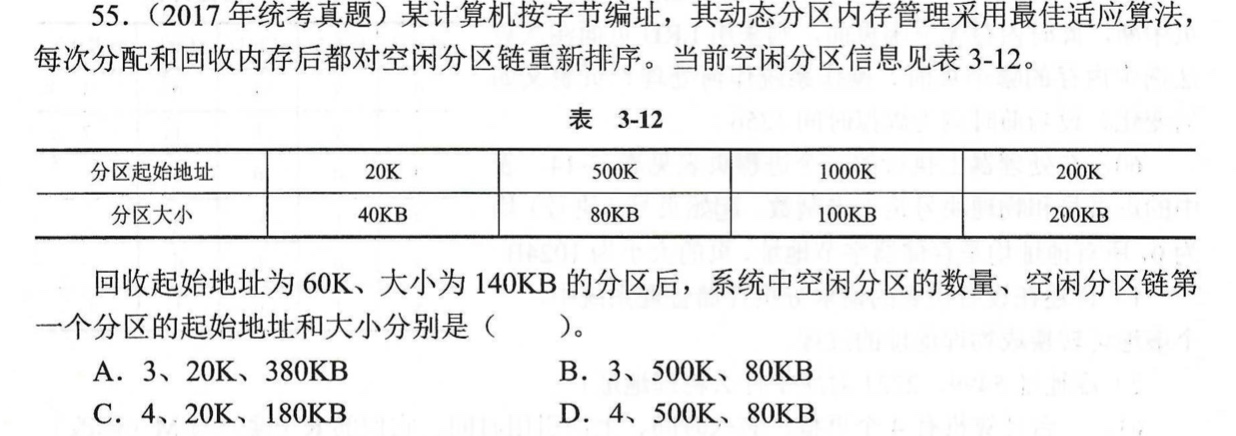 55.（2017 年统考真题）某计算机按字节编址，其动态分区内存管理采用最佳适应算法，
每次分配和回收内存后都对空闲分区链重新排序。当前空闲分区信息见表 3-12。
表 3-12
分区起始地址 20K 500K 1000K 200K
分区大小 40KB 80KB 100KB 200KB
回收起始地址为 60K、大小为 140KB 的分区后，系统中空闲分区的数量、空闲分区链第
一个分区的起始地址和大小分别是（ ）。
A．3、20K、380KB B．3、500K、80KB
C．4、20K、180KB D．4、500K、80KB